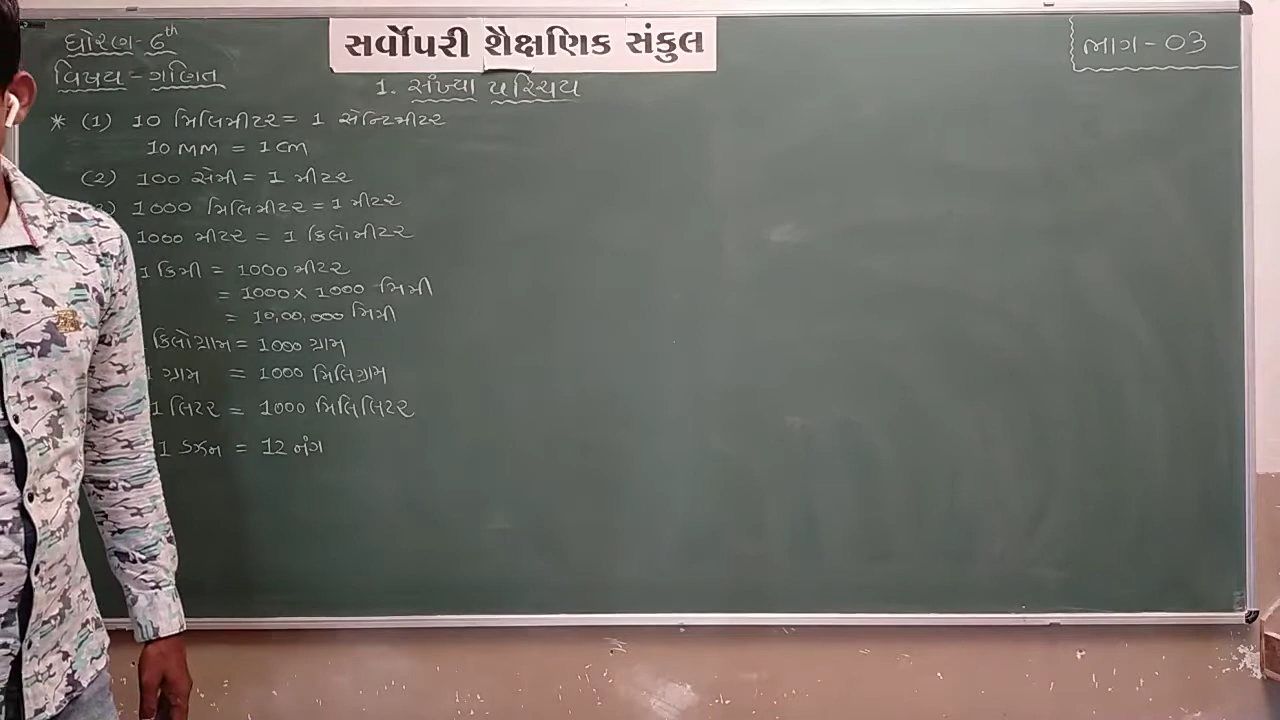 ધોરણ - 6th
સર્વોપરી શૈક્ષણિક સંકુલ
ભાગ - 03
વિષય - ગણિત
1. સંખ્યા પરિચય
* (1) 10 મિલિમીટર = 1 સેન્ટિમીટર
10 MM = 1 CM
(2) 100 સેમી = 1 મીટર
3) 1000 મિલિમીટર = 1 મીટર
1000 મીટર = 1 કિલોમીટર
1 કિમી = 1000 મીટર
= 1000 x 1000 મિમી
= 10,00,000 મિમી
કિલોગ્રામ = 1000 ગ્રામ
1 ગ્રામ = 1000 મિલિગ્રામ
1 લિટર = 1000 મિલિલિટર
1 ડઝન = 12 નંગ